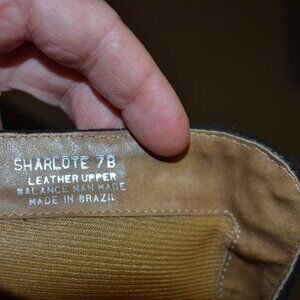 SHARLOTE 7B
LEATHER UPPER
BALANCE MAN MADE
MADE IN BRAZIL